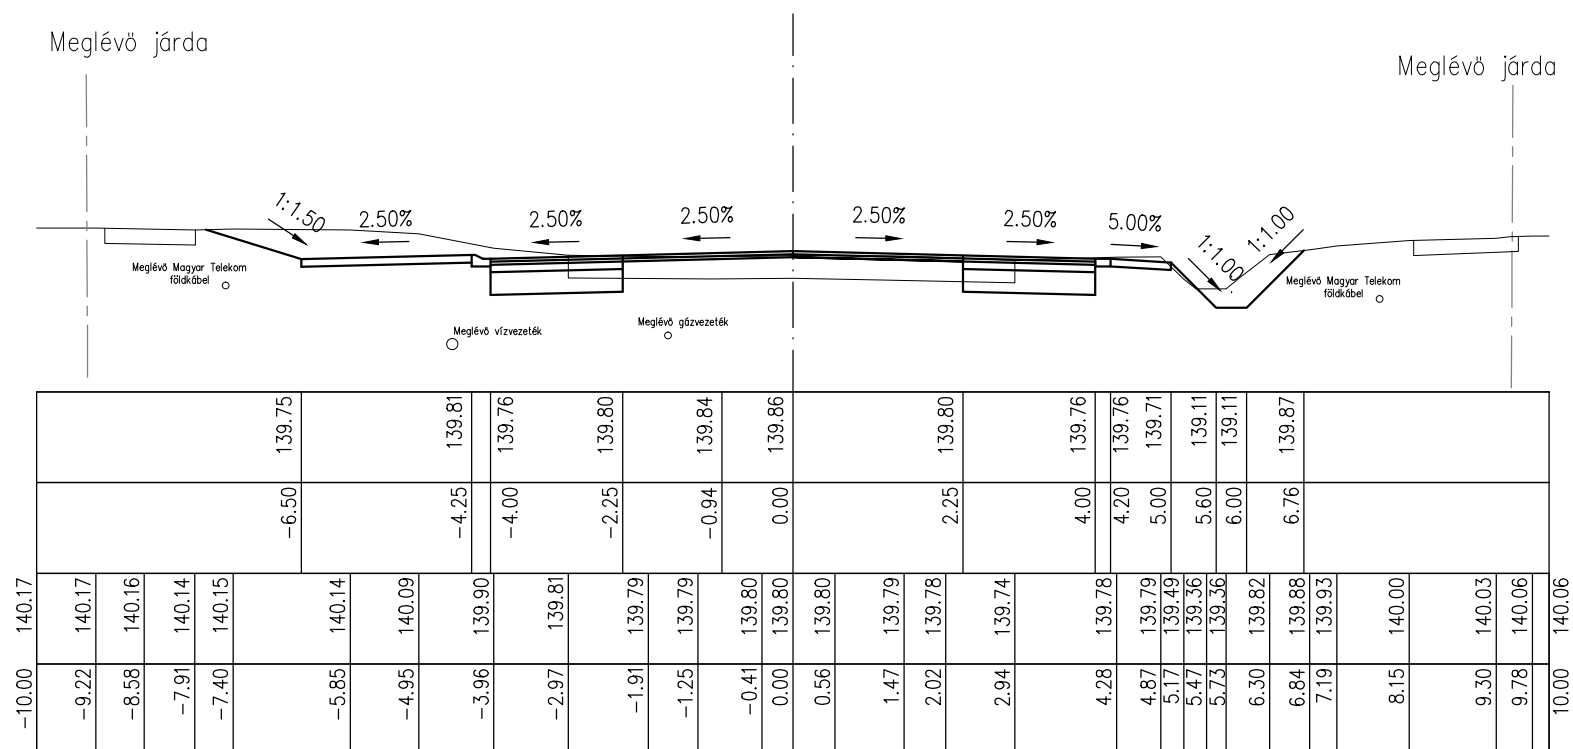 Meglévő járda
Meglévő járda
1:1.50
2.50%
2.50%
2.50%
2.50%
2.50%
5.00%
1:1.00
1:1.00
Meglévő Magyar Telekom
földkábel
Meglévő vízvezeték
Meglévő gázvezeték
Meglévő Magyar Telekom
földkábel
139.75 139.81 139.76 139.80 139.84 139.86 139.80 139.76 139.76 139.71 139.11 139.11 139.87
-6.50 -4.25 -4.00 -2.25 -0.94 0.00 2.25 4.00 4.20 5.00 5.60 6.00 6.76
140.17 140.17 140.16 140.14 140.15 140.14 140.09 139.90 139.81 139.79 139.79 139.80 139.80 139.80 139.79 139.78 139.74 139.78 139.79 139.49 139.36 139.36 139.82 139.88 139.93 140.00 140.03 140.06 140.06
-10.00 -9.22 -8.58 -7.91 -7.40 -5.85 -4.95 -3.96 -2.97 -1.91 -1.25 -0.41 0.00 0.56 1.47 2.02 2.94 4.28 4.87 5.17 5.47 5.73 6.30 6.84 7.19 8.15 9.30 9.78 10.00